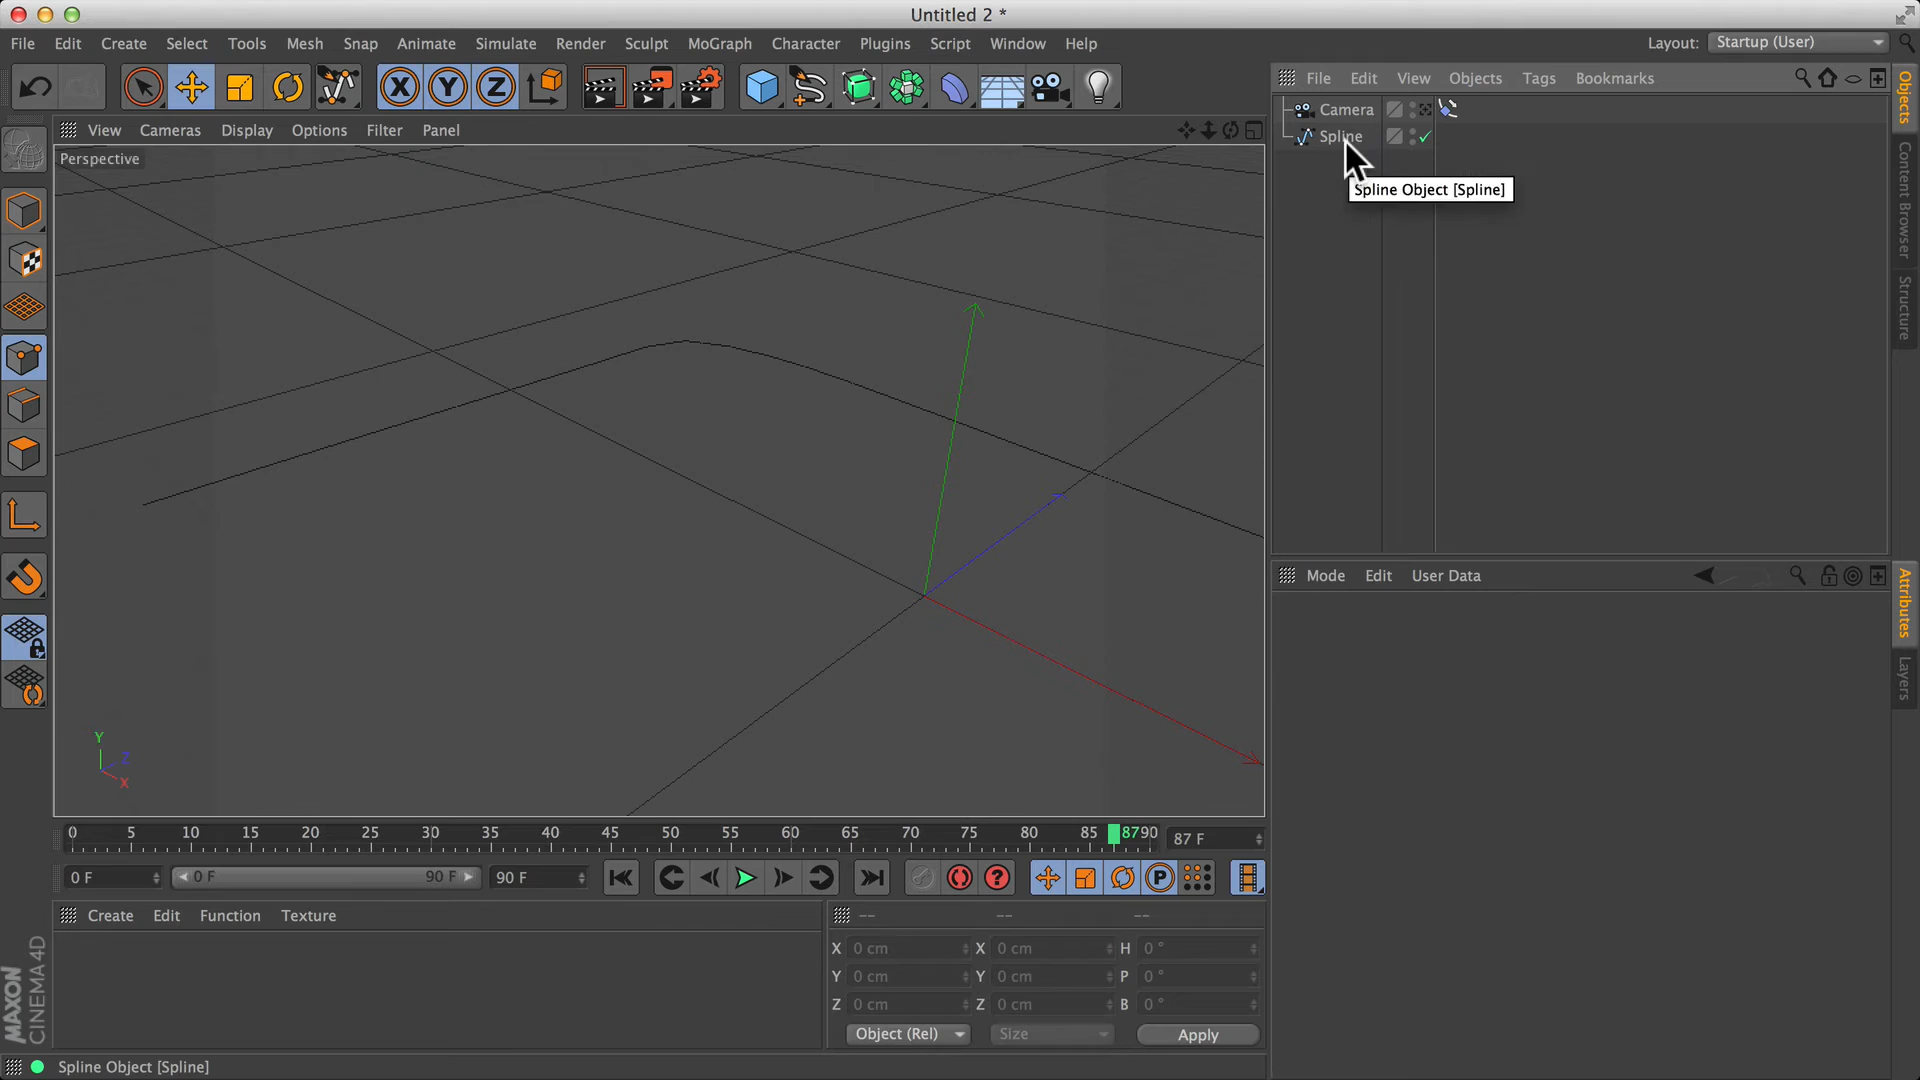 Untitled 2 *
File Edit Create Select Tools Mesh Snap Animate Simulate Render Sculpt MoGraph Character Plugins Script Window Help
Layout: Startup (User)
X Y Z
File Edit View Objects Tags Bookmarks
View Cameras Display Options Filter Panel
Perspective
Camera
Spline
Spline Object [Spline]
Objects
Content Browser
Structure
Mode Edit User Data
Attributes
Layers
Y
Z
X
0 5 10 15 20 25 30 35 40 45 50 55 60 65 70 75 80 85 8790
87 F
0 F
0 F 90 F
90 F
?
P
Create Edit Function Texture
-- -- --
X 0 cm X 0 cm H 0 °
Y 0 cm Y 0 cm P 0 °
Z 0 cm Z 0 cm B 0 °
Object (Rel) Size Apply
MAXON
CINEMA 4D
Spline Object [Spline]